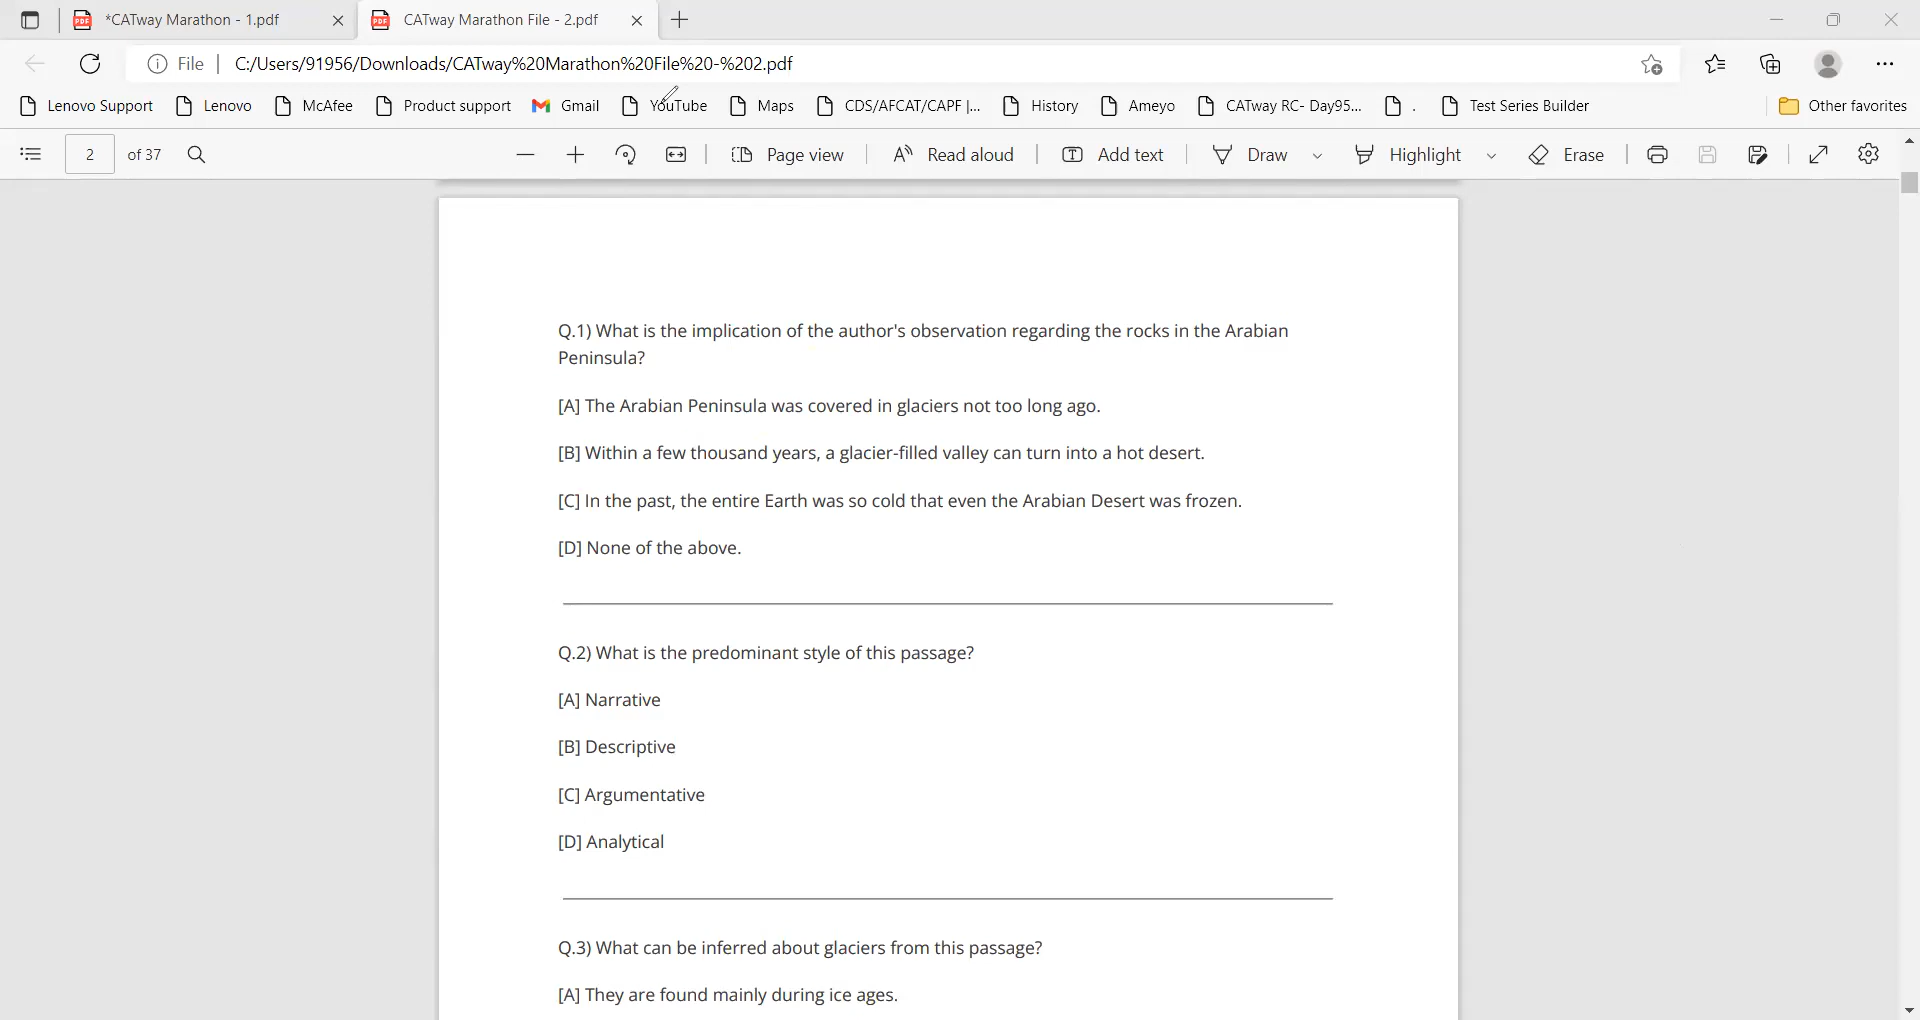 *CATway Marathon - 1.pdf
CATway Marathon File - 2.pdf
File
C:/Users/91956/Downloads/CATway%20Marathon%20File%20-%202.pdf
Lenovo Support
Lenovo
McAfee
Product support
Gmail
YouTube
Maps
CDS/AFCAT/CAPF |...
History
Ameyo
CATway RC- Day95...
.
Test Series Builder
Other favorites
2 of 37
Page view
Read aloud
Add text
Draw
Highlight
Erase
Q.1) What is the implication of the author's observation regarding the rocks in the Arabian
Peninsula?
[A] The Arabian Peninsula was covered in glaciers not too long ago.
[B] Within a few thousand years, a glacier-filled valley can turn into a hot desert.
[C] In the past, the entire Earth was so cold that even the Arabian Desert was frozen.
[D] None of the above.
Q.2) What is the predominant style of this passage?
[A] Narrative
[B] Descriptive
[C] Argumentative
[D] Analytical
Q.3) What can be inferred about glaciers from this passage?
[A] They are found mainly during ice ages.